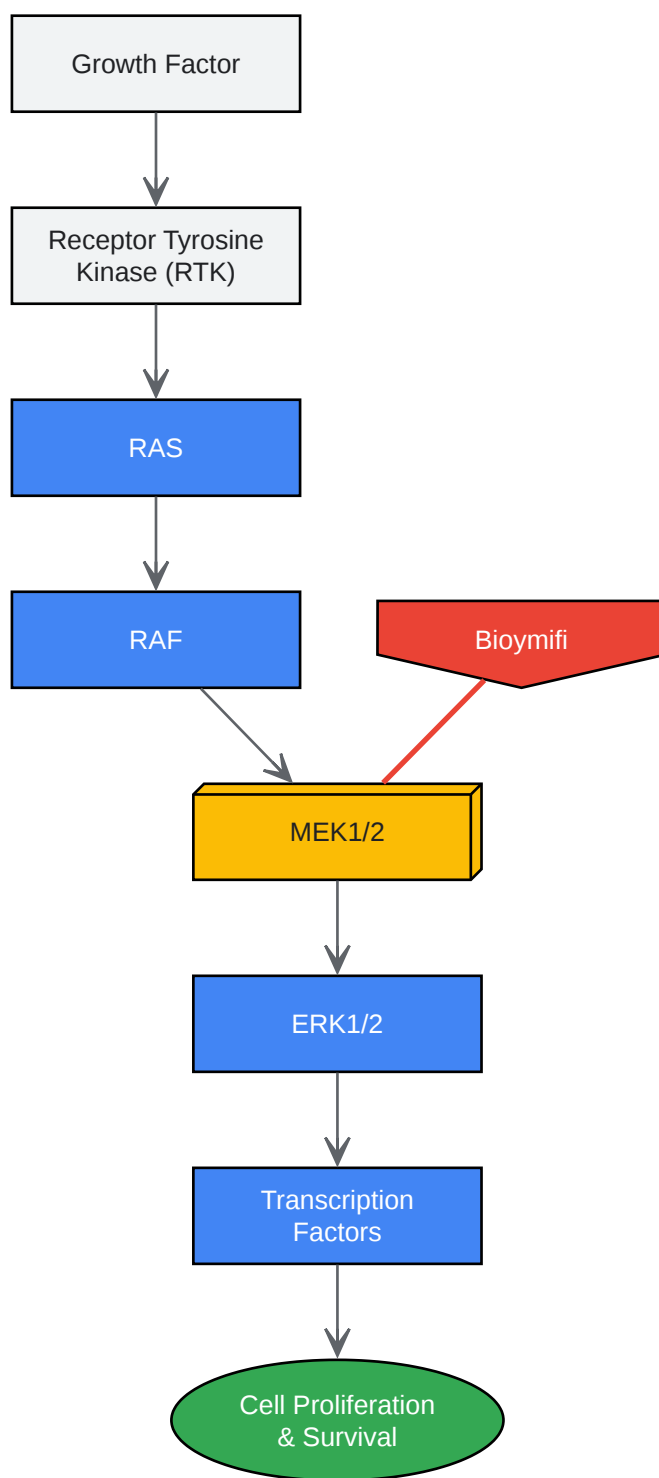 Growth Factor
Receptor Tyrosine
Kinase (RTK)
RAS
RAF
Bioymifi
MEK1/2
ERK1/2
Transcription
Factors
Cell Proliferation
& Survival